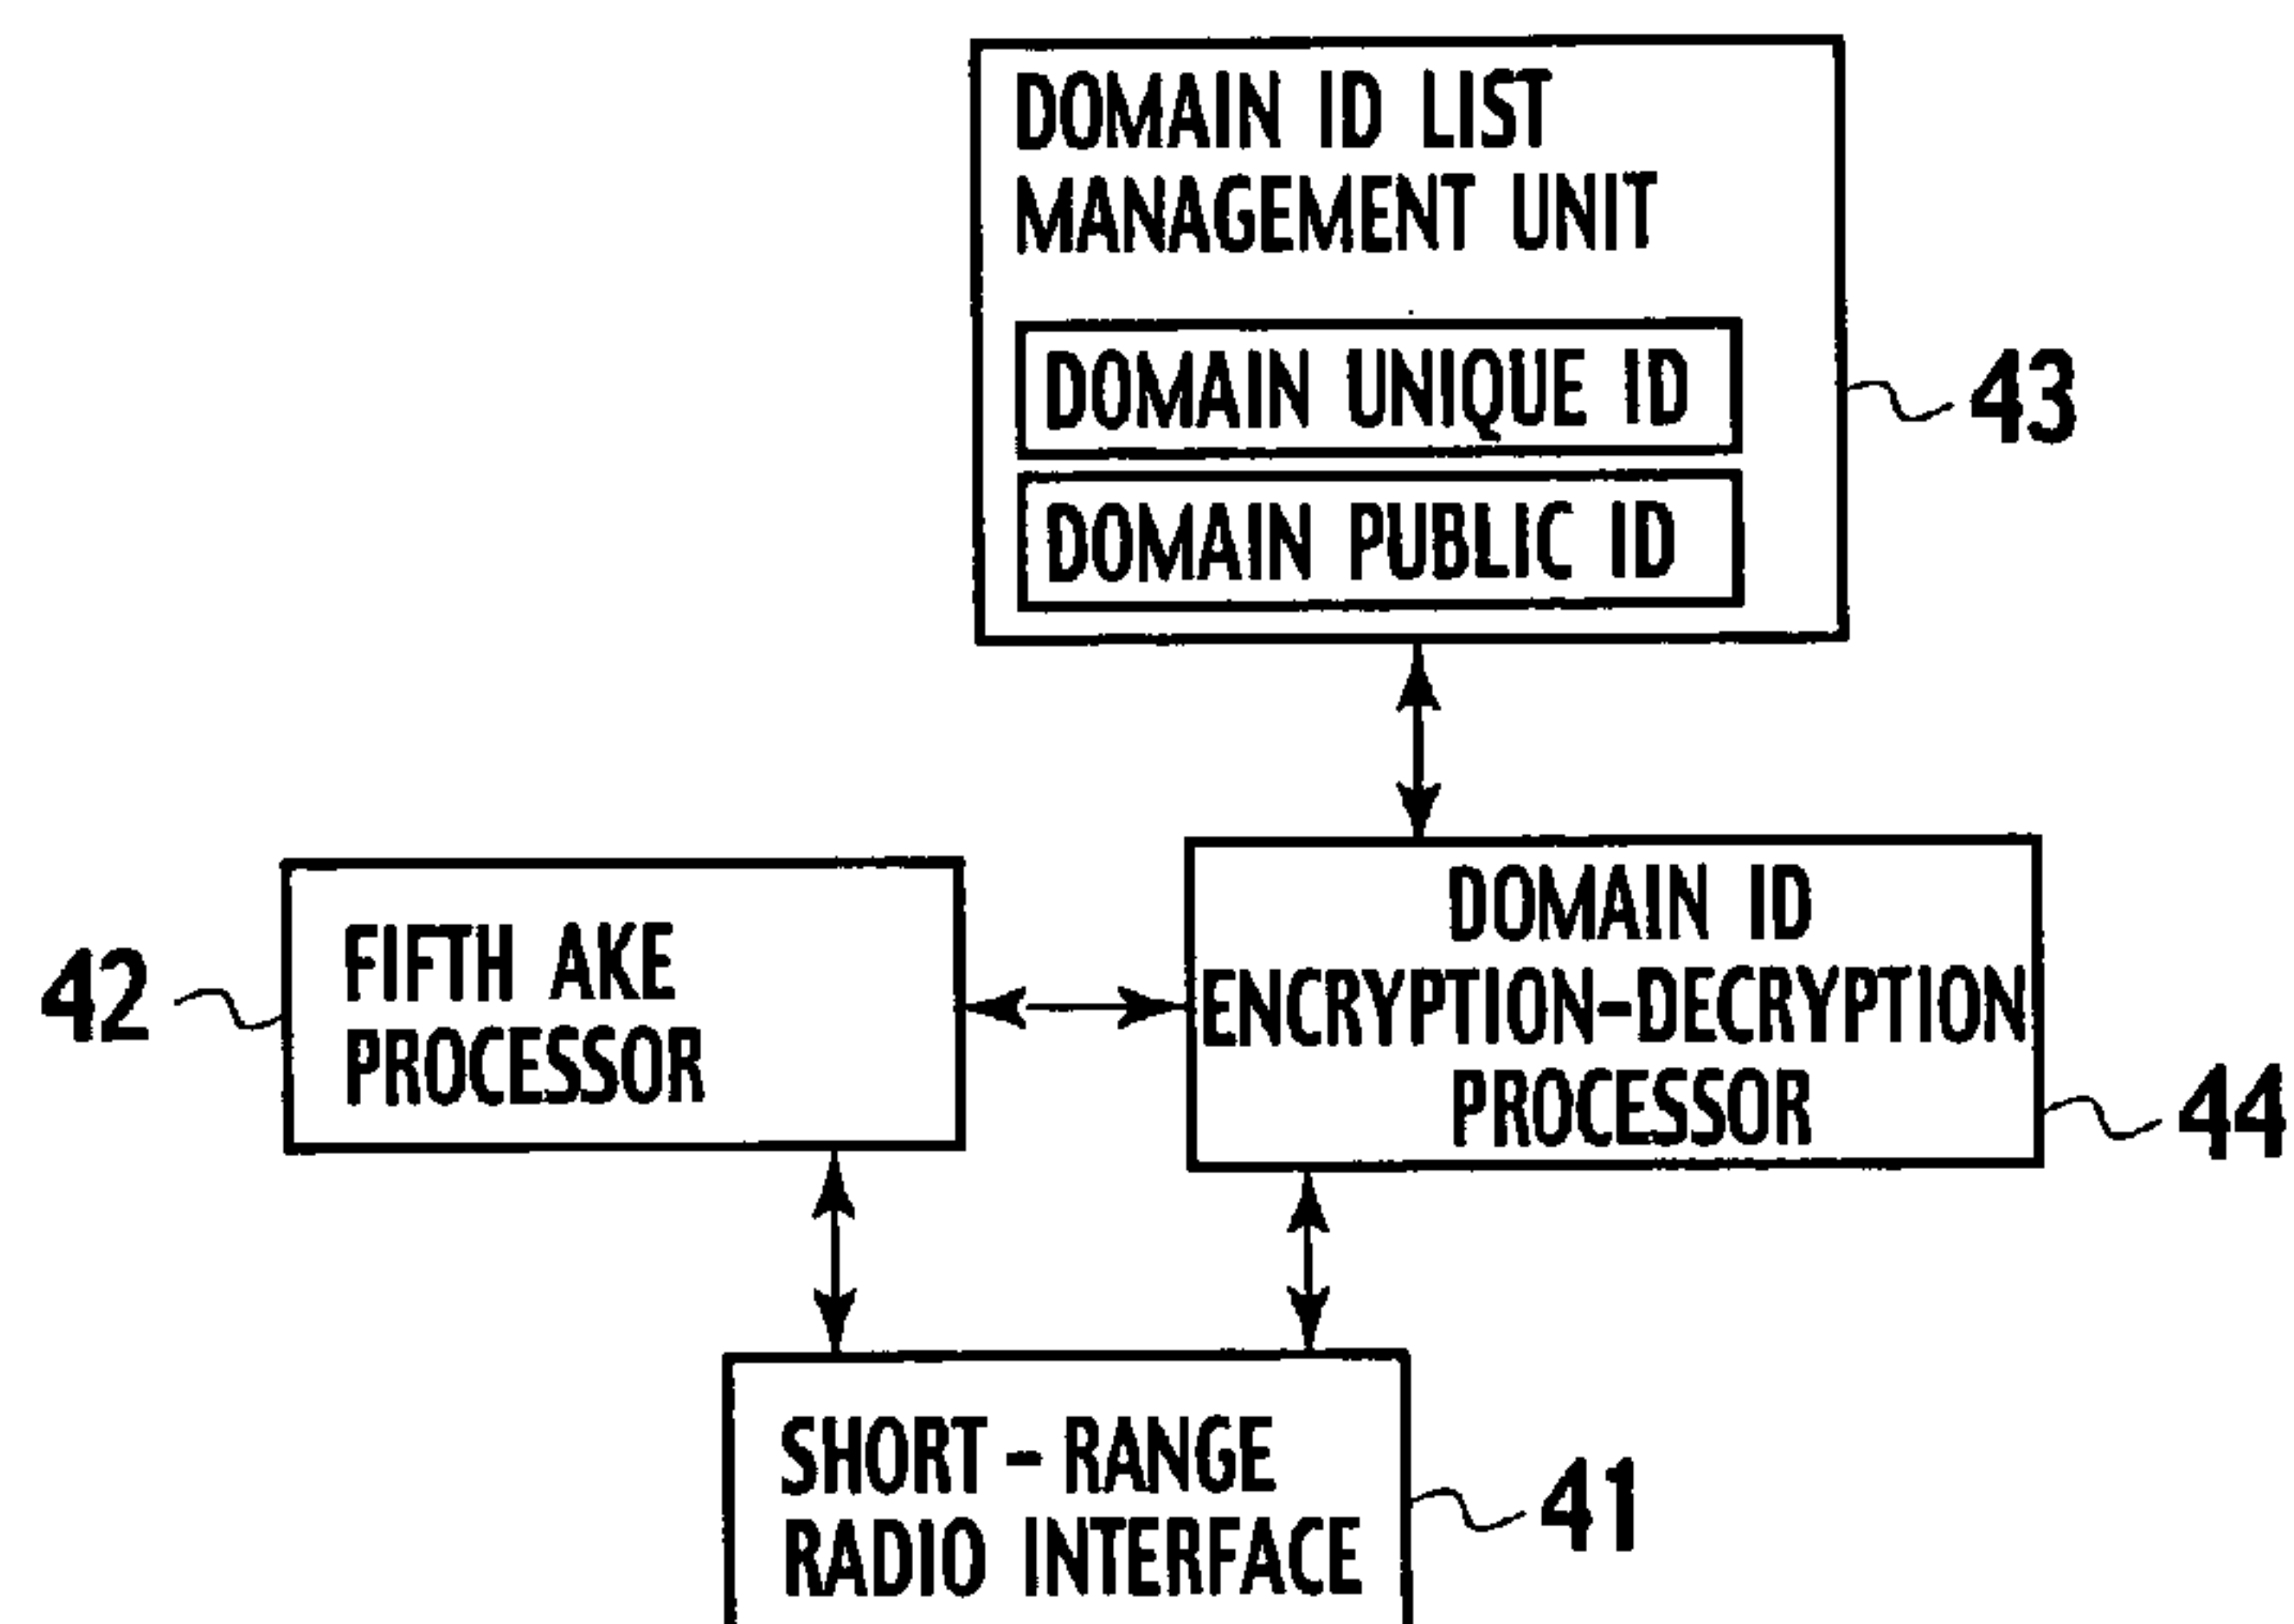 DOMAIN ID LIST
MANAGEMENT UNIT
DOMAIN UNIQUE ID
DOMAIN PUBLIC ID
43
FIFTH AKE
PROCESSOR
42
DOMAIN ID
ENCRYPTION-DECRYPTION
PROCESSOR
44
SHORT - RANGE
RADIO INTERFACE
41